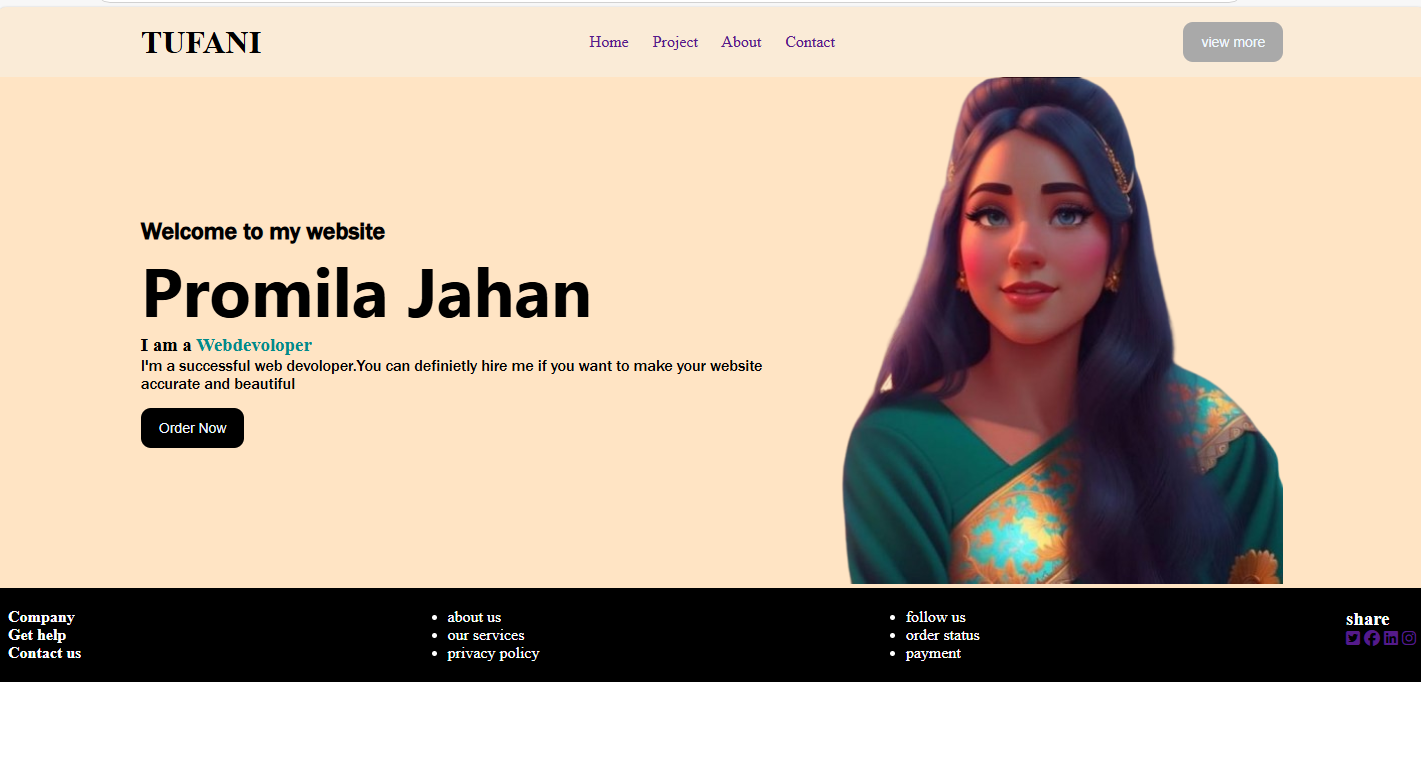 TUFANI
Home Project About Contact
view more
Welcome to my website
Promila Jahan
I am a Webdevoloper
I'm a successful web devoloper.You can definietly hire me if you want to make your website
accurate and beautiful
Order Now
Company
Get help
Contact us
about us
our services
privacy policy
follow us
order status
payment
share